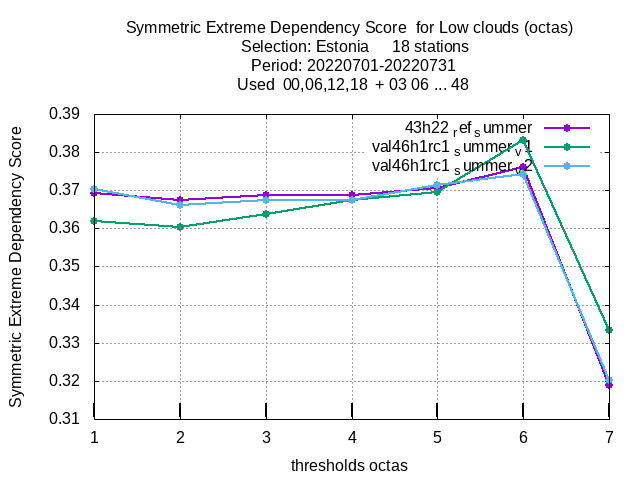 Symmetric Extreme Dependency Score  for Low clouds (octas)
Selection: Estonia     18 stations
Period: 20220701-20220731
Used  00,06,12,18  + 03 06 ... 48
Symmetric Extreme Dependency Score
0.39
0.38
0.37
0.36
0.35
0.34
0.33
0.32
0.31
43h22_ref_summer
val46h1rc1_summer_v1
val46h1rc1_summer_v2
1 2 3 4 5 6 7
thresholds octas